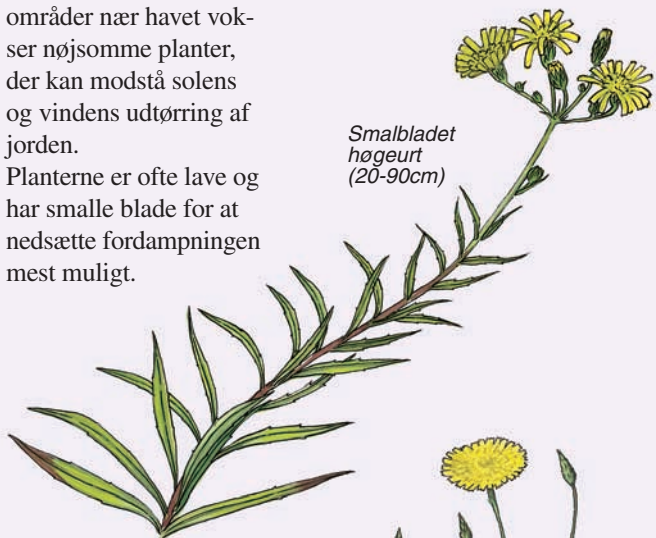 områder nær havet vok-
ser nøjsomme planter,
der kan modstå solens
og vindens udtørring af
jorden.
Planterne er ofte lave og
har smalle blade for at
nedsætte fordampningen
mest muligt.
Smalbladet
høgeurt
(20-90cm)